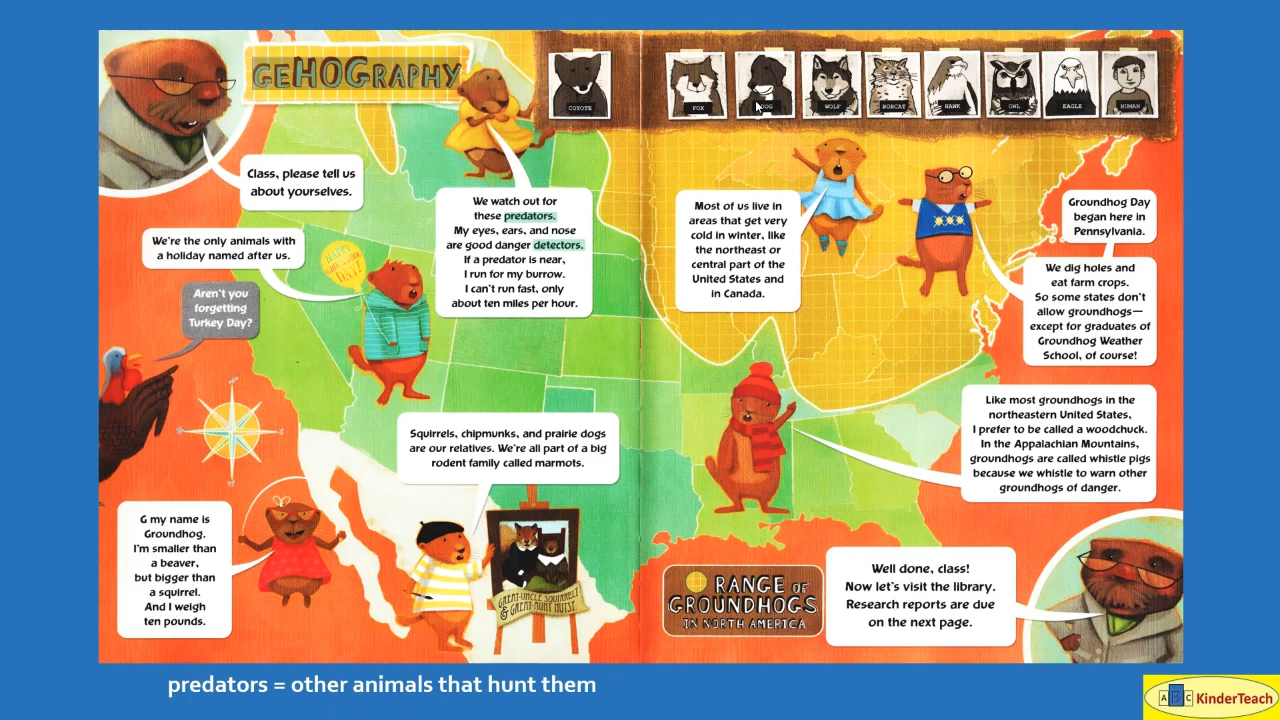 GEHOGRAPHY
COYOTE
FOX
DOG
WOLF
BOBCAT
HAWK
OWL
EAGLE
HUMAN
Class, please tell us
about yourselves.
We watch out for
these predators.
My eyes, ears, and nose
are good danger detectors.
If a predator is near,
I run for my burrow.
I can't run fast, only
about ten miles per hour.
Most of us live in
areas that get very
cold in winter, like
the northeast or
central part of the
United States and
in Canada.
Groundhog Day
began here in
Pennsylvania.
We're the only animals with
a holiday named after us.
HAPPY
GROUNDHOG
DAY!
We dig holes and
eat farm crops.
So some states don't
allow groundhogs—
except for graduates of
Groundhog Weather
School, of course!
Aren't you
forgetting
Turkey Day?
Like most groundhogs in the
northeastern United States,
I prefer to be called a woodchuck.
In the Appalachian Mountains,
groundhogs are called whistle pigs
because we whistle to warn other
groundhogs of danger.
Squirrels, chipmunks, and prairie dogs
are our relatives. We're all part of a big
rodent family called marmots.
G my name is
Groundhog.
I'm smaller than
a beaver,
but bigger than
a squirrel.
And I weigh
ten pounds.
GREAT-UNCLE SQUIRRELY
& GREAT-AUNT NUTSY
RANGE OF
GROUNDHOGS
IN NORTH AMERICA
Well done, class!
Now let's visit the library.
Research reports are due
on the next page.
predators = other animals that hunt them
ABC KinderTeach